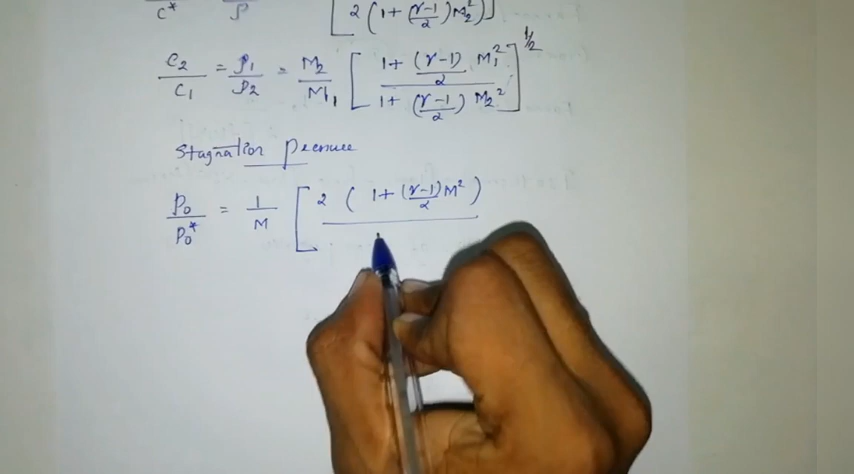 c* ρ [ 2 (1+(γ-1)/2)M₂²) ]
C₂/C₁ = ρ₁/ρ₂ = M₂/M₁ [ (1+(γ-1)/2 M₁²) / (1+(γ-1)/2 M₂²) ]^1/2
Stagnation pressure
P₀/P₀* = 1/M [ 2 ( 1+(γ-1)/2 M²)